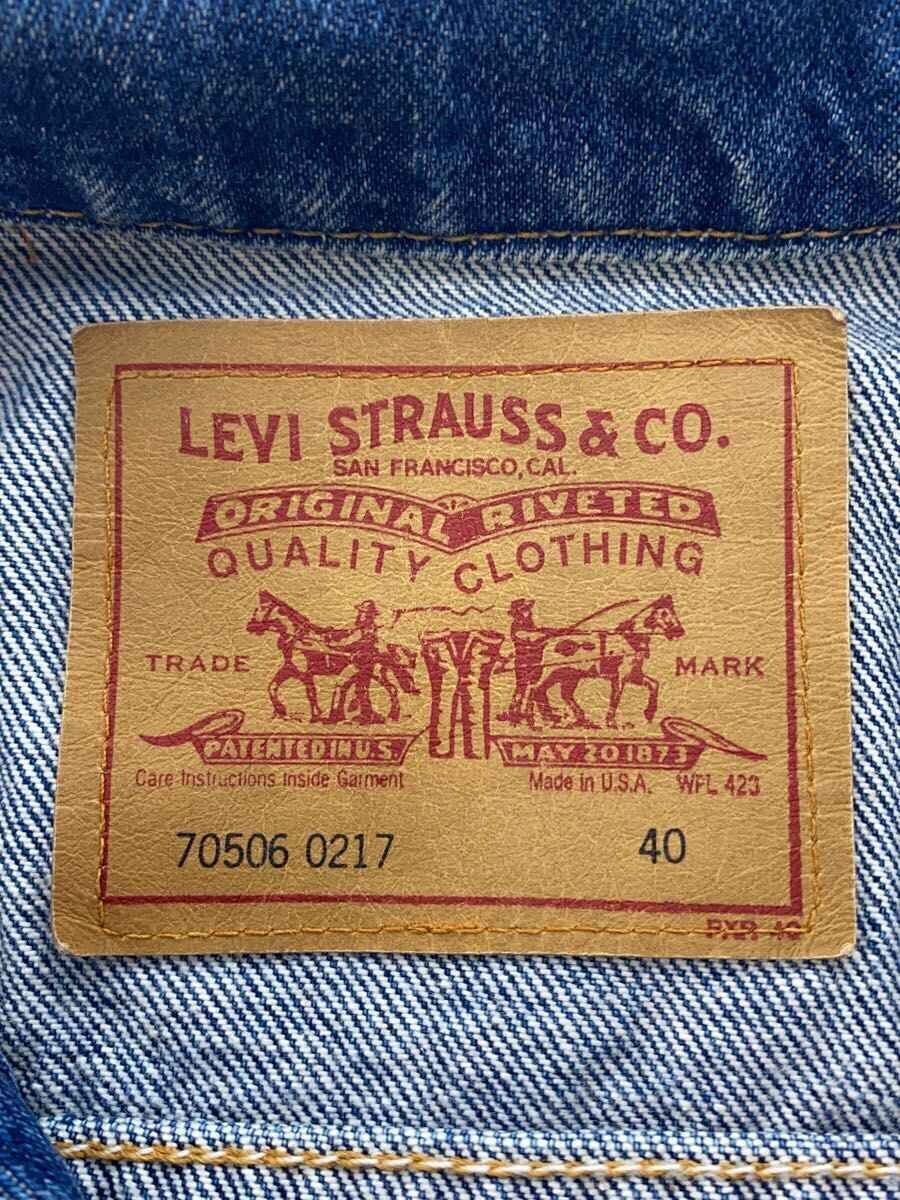 LEVI STRAUSS & CO.
SAN FRANCISCO, CAL.
ORIGINAL RIVETED
QUALITY CLOTHING
TRADE MARK
PATENTED IN U.S. MAY 20 1873
Care Instructions Inside Garment Made in U.S.A. WPL 423
70506 0217 40